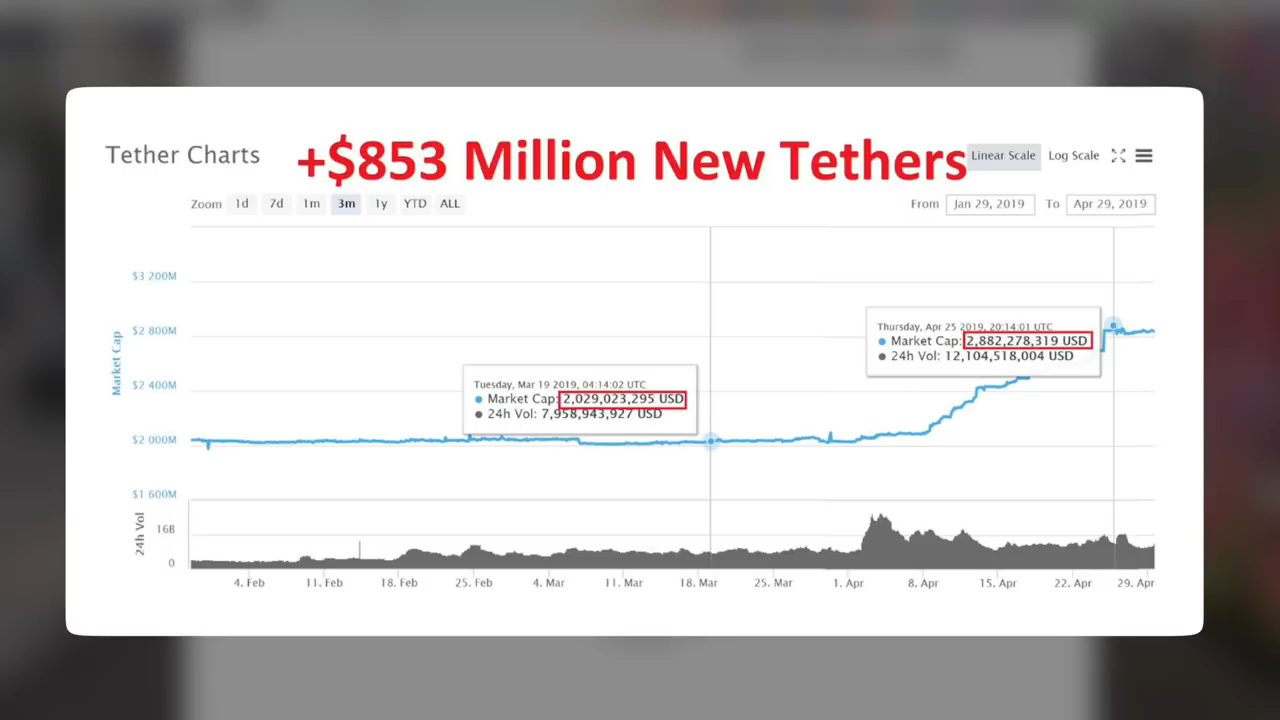 Tether Charts
+$853 Million New Tethers
Linear Scale Log Scale
Zoom 1d 7d 1m 3m 1y YTD ALL
From Jan 29, 2019 To Apr 29, 2019
$3 200M
$2 800M
$2 400M
$2 000M
$1 600M
Market Cap
Thursday, Apr 25 2019, 20:14:01 UTC
Market Cap: 2,882,278,319 USD
24h Vol: 12,104,518,004 USD
Tuesday, Mar 19 2019, 04:14:02 UTC
Market Cap: 2,029,023,295 USD
24h Vol: 7,958,943,927 USD
24h Vol
16B
0
4. Feb 11. Feb 18. Feb 25. Feb 4. Mar 11. Mar 18. Mar 25. Mar 1. Apr 8. Apr 15. Apr 22. Apr 29. Apr